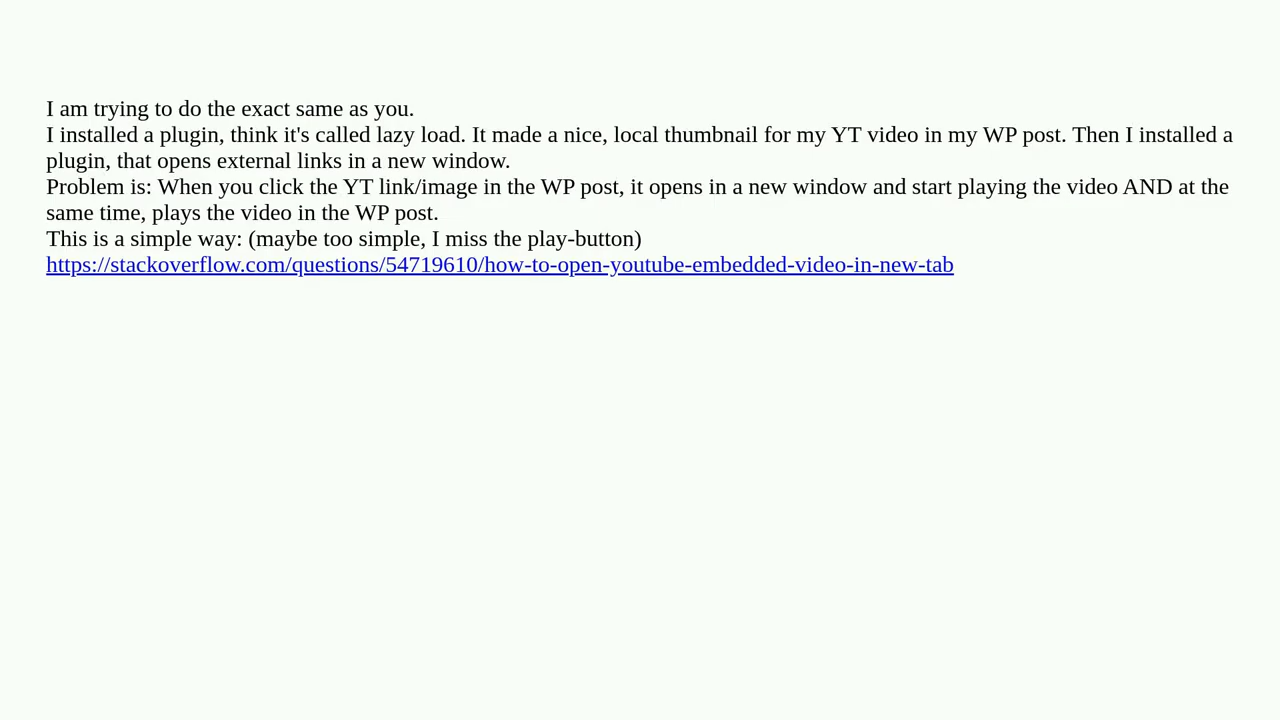 I am trying to do the exact same as you.
I installed a plugin, think it's called lazy load. It made a nice, local thumbnail for my YT video in my WP post. Then I installed a
plugin, that opens external links in a new window.
Problem is: When you click the YT link/image in the WP post, it opens in a new window and start playing the video AND at the
same time, plays the video in the WP post.
This is a simple way: (maybe too simple, I miss the play-button)
https://stackoverflow.com/questions/54719610/how-to-open-youtube-embedded-video-in-new-tab